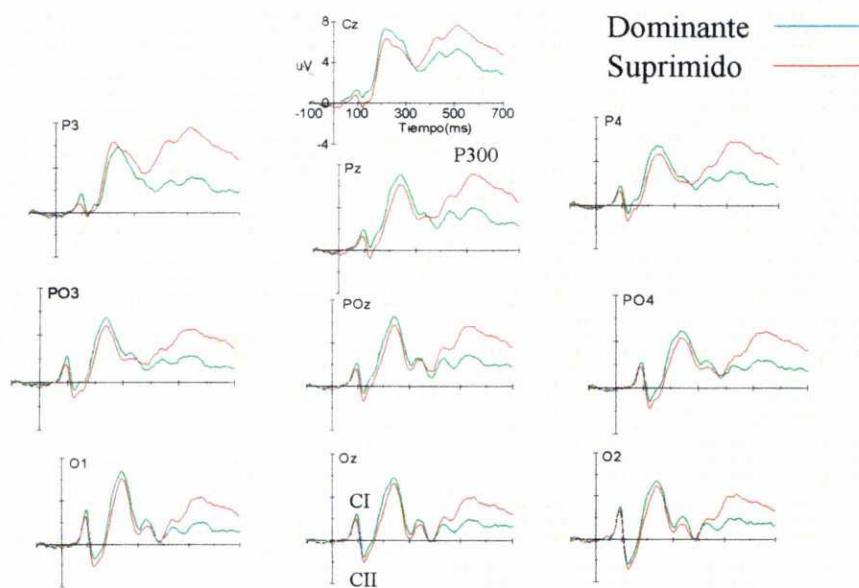 Dominante
Suprimido
Cz
8
4
0
-4
uV
-100
100
300
500
700
Tiempo(ms)
P3
P4
P300
Pz
PO3
POz
PO4
O1
Oz
O2
CI
CII